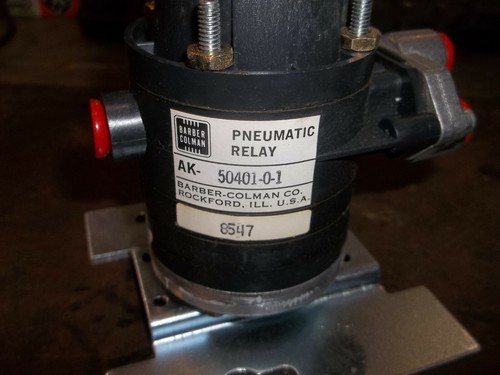 BARBER
COLMAN
PNEUMATIC
RELAY
AK- 50401-0-1
BARBER-COLMAN CO.
ROCKFORD, ILL. U.S.A.
8547